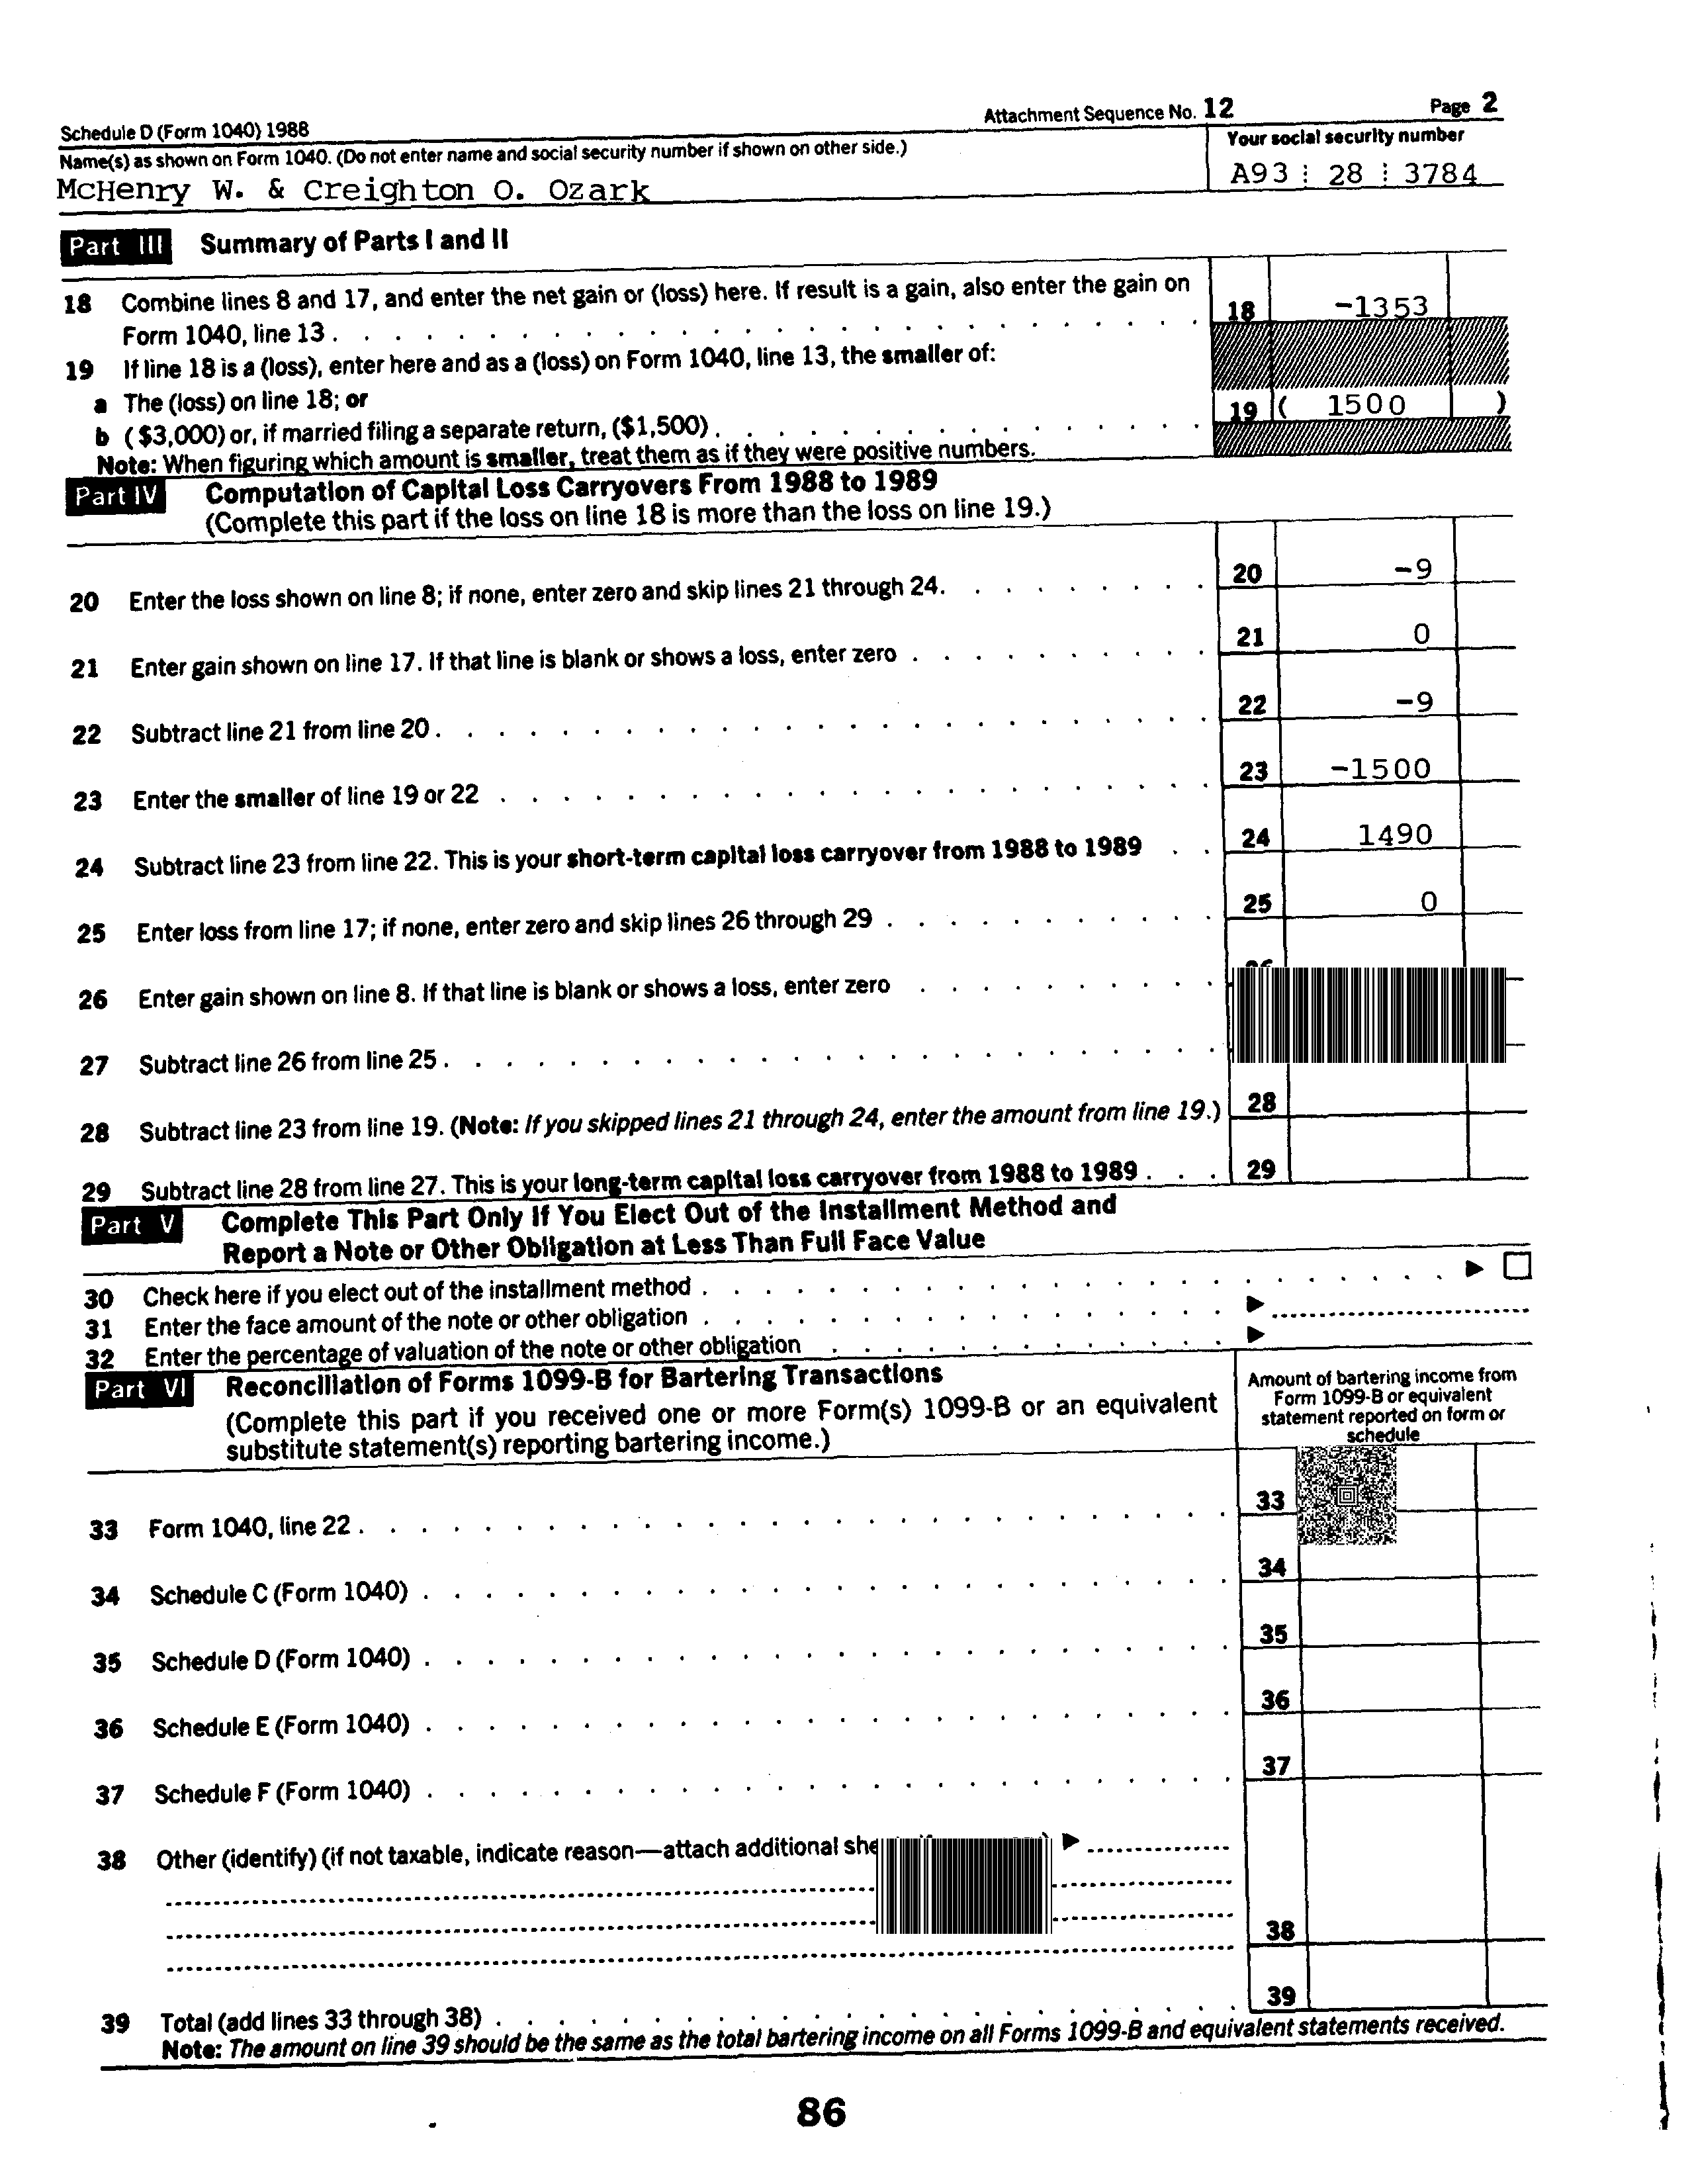 Schedule D (Form 1040) 1988 Attachment Sequence No. 12 Page 2
Name(s) as shown on Form 1040. (Do not enter name and social security number if shown on other side.) Your social security number
McHenry W. & Creighton O. Ozark A93 28 3784
Part III Summary of Parts I and II
18 Combine lines 8 and 17, and enter the net gain or (loss) here. If result is a gain, also enter the gain on
Form 1040, line 13 . . . 18 -1353
19 If line 18 is a (loss), enter here and as a (loss) on Form 1040, line 13, the smaller of:
a The (loss) on line 18; or
b ($3,000) or, if married filing a separate return, ($1,500) . . . 19 ( 1500 )
Note: When figuring which amount is smaller, treat them as if they were positive numbers.
Part IV Computation of Capital Loss Carryovers From 1988 to 1989
(Complete this part if the loss on line 18 is more than the loss on line 19.)
20 Enter the loss shown on line 8; if none, enter zero and skip lines 21 through 24. . . . 20 -9
21 Enter gain shown on line 17. If that line is blank or shows a loss, enter zero . . . 21 0
22 Subtract line 21 from line 20 . . . 22 -9
23 Enter the smaller of line 19 or 22 . . . 23 -1500
24 Subtract line 23 from line 22. This is your short-term capital loss carryover from 1988 to 1989 . . 24 1490
25 Enter loss from line 17; if none, enter zero and skip lines 26 through 29 . . . 25 0
26 Enter gain shown on line 8. If that line is blank or shows a loss, enter zero . . .
27 Subtract line 26 from line 25 . . .
28 Subtract line 23 from line 19. (Note: If you skipped lines 21 through 24, enter the amount from line 19.) 28
29 Subtract line 28 from line 27. This is your long-term capital loss carryover from 1988 to 1989 . . . 29
Part V Complete This Part Only If You Elect Out of the Installment Method and
Report a Note or Other Obligation at Less Than Full Face Value
30 Check here if you elect out of the installment method . . . ▶ ☐
31 Enter the face amount of the note or other obligation . . . ▶
32 Enter the percentage of valuation of the note or other obligation . . . ▶
Part VI Reconciliation of Forms 1099-B for Bartering Transactions
(Complete this part if you received one or more Form(s) 1099-B or an equivalent
substitute statement(s) reporting bartering income.)
Amount of bartering income from
Form 1099-B or equivalent
statement reported on form or
schedule
33 Form 1040, line 22 . . . 33
34 Schedule C (Form 1040) . . . 34
35 Schedule D (Form 1040) . . . 35
36 Schedule E (Form 1040) . . . 36
37 Schedule F (Form 1040) . . . 37
38 Other (identify) (if not taxable, indicate reason—attach additional ▶
38
39 Total (add lines 33 through 38) . . . 39
Note: The amount on line 39 should be the same as the total bartering income on all Forms 1099-B and equivalent statements received.
86